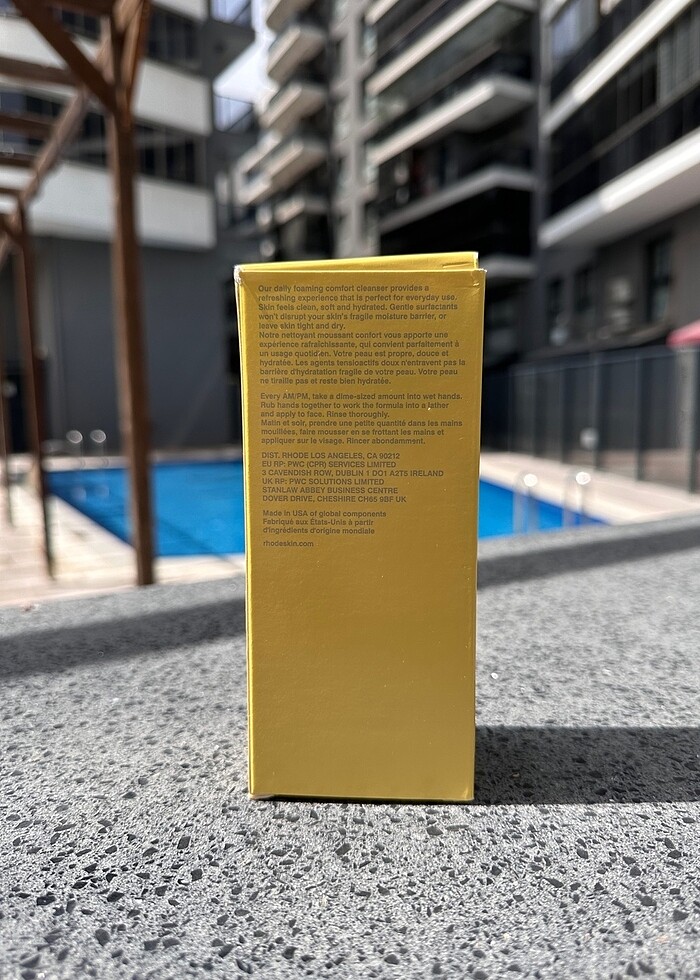 Our daily foaming comfort cleanser provides a
refreshing experience that is perfect for everyday use.
Skin feels clean, soft and hydrated. Gentle surfactants
won't disrupt your skin's fragile moisture barrier, or
leave skin tight and dry.
Notre nettoyant moussant confort vous apporte une
expérience rafraîchissante, qui convient parfaitement à
un usage quotidien. Votre peau est propre, douce et
hydratée. Les agents tensioactifs doux n'entravent pas la
barrière d'hydratation fragile de votre peau. Votre peau
ne tiraille pas et reste bien hydratée.
Every AM/PM, take a dime-sized amount into wet hands.
Rub hands together to work the formula into a lather
and apply to face. Rinse thoroughly.
Matin et soir, prendre une petite quantité dans les mains
mouillées, faire mousser en se frottant les mains et
appliquer sur le visage. Rincer abondamment.
DIST. RHODE LOS ANGELES, CA 90212
EU RP: PWC (CPR) SERVICES LIMITED
3 CAVENDISH ROW, DUBLIN 1 DO1 A2TS IRELAND
UK RP: PWC SOLUTIONS LIMITED
STANLAW ABBEY BUSINESS CENTRE
DOVER DRIVE, CHESHIRE CH65 9BF UK
Made in USA of global components
Fabriqué aux États-Unis à partir
d'ingrédients d'origine mondiale
rhodeskin.com